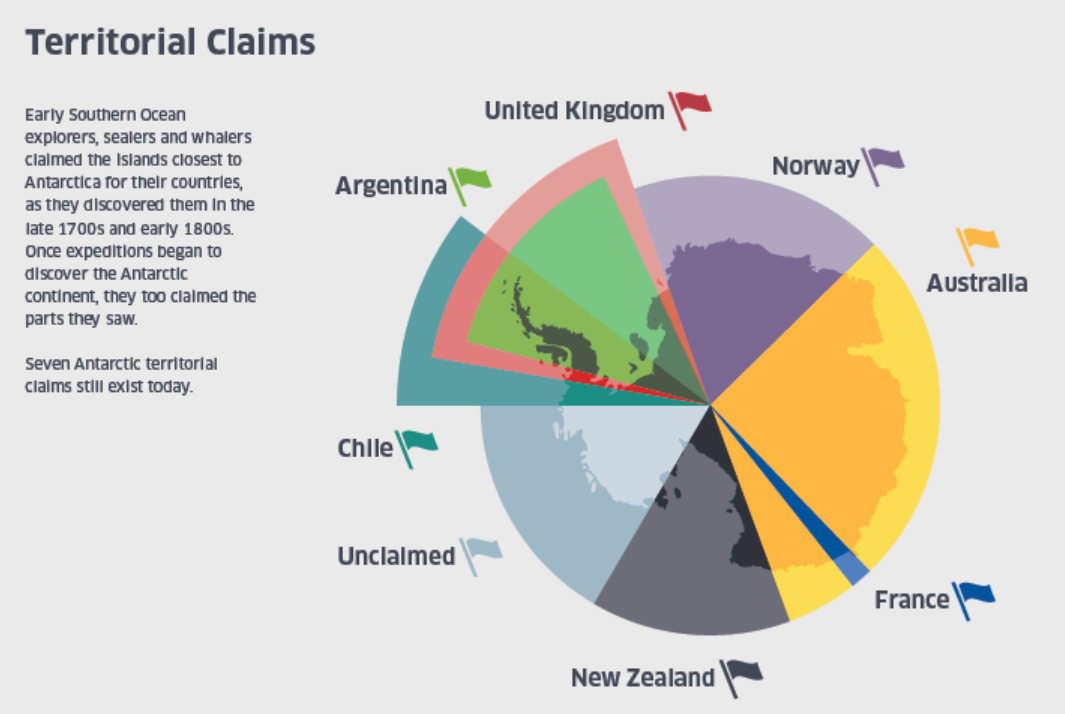 Territorial Claims
Early Southern Ocean
explorers, sealers and whalers
claimed the islands closest to
Antarctica for their countries,
as they discovered them in the
late 1700s and early 1800s.
Once expeditions began to
discover the Antarctic
continent, they too claimed the
parts they saw.
Seven Antarctic territorial
claims still exist today.
United Kingdom
Norway
Argentina
Australia
Chile
Unclaimed
France
New Zealand